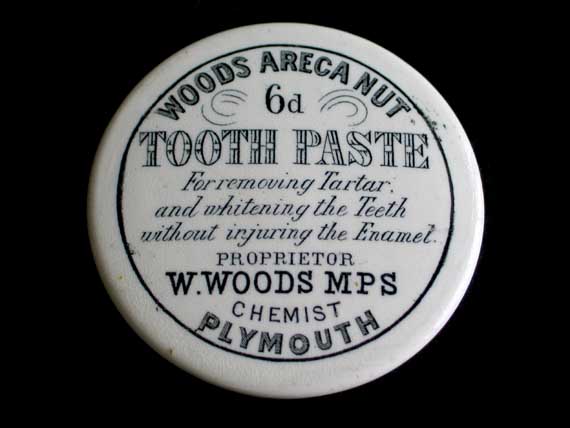 WOODS ARECA NUT
6d
TOOTH PASTE
For removing Tartar,
and whitening the Teeth
without injuring the Enamel.
PROPRIETOR
W. WOODS MPS
CHEMIST
PLYMOUTH